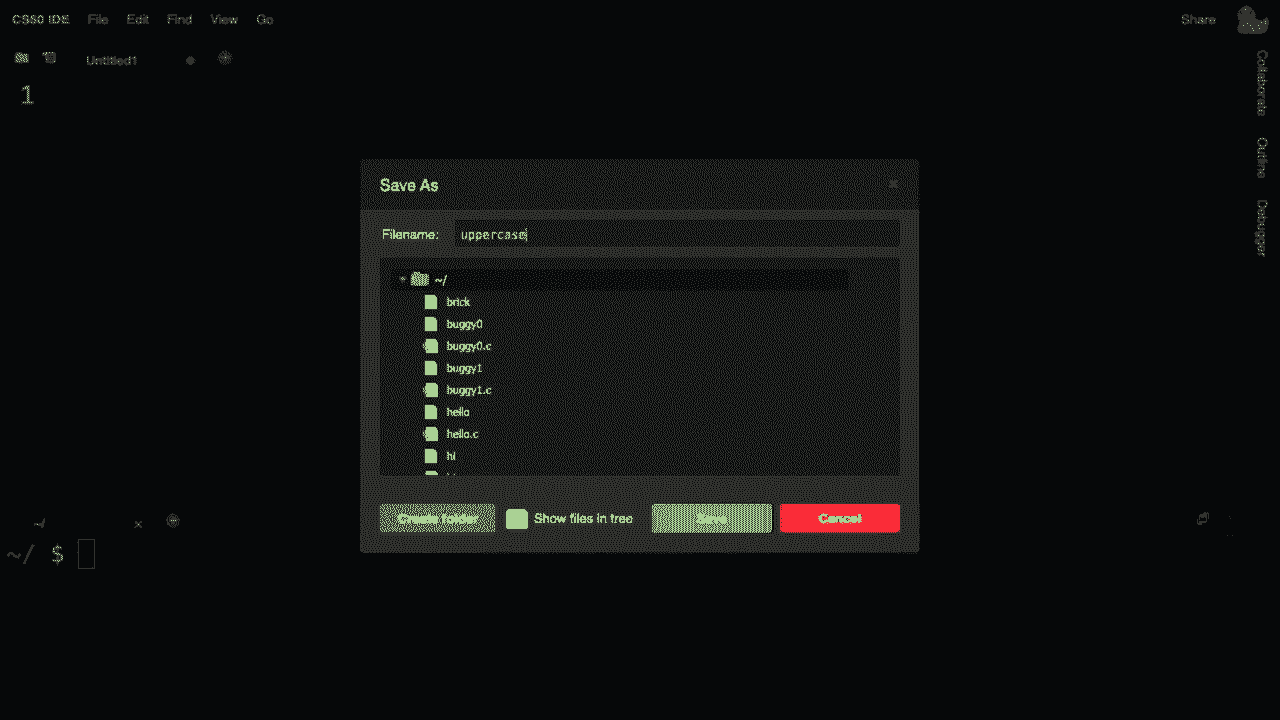 CS50 IDE File Edit Find View Go Share
Untitled1
1
Collaborate
Outline
Debugger
Save As
Filename: uppercase
~/
brick
buggy0
buggy0.c
buggy1
buggy1.c
hello
hello.c
hi
Create folder Show files in tree Save Cancel
~/
~/ $